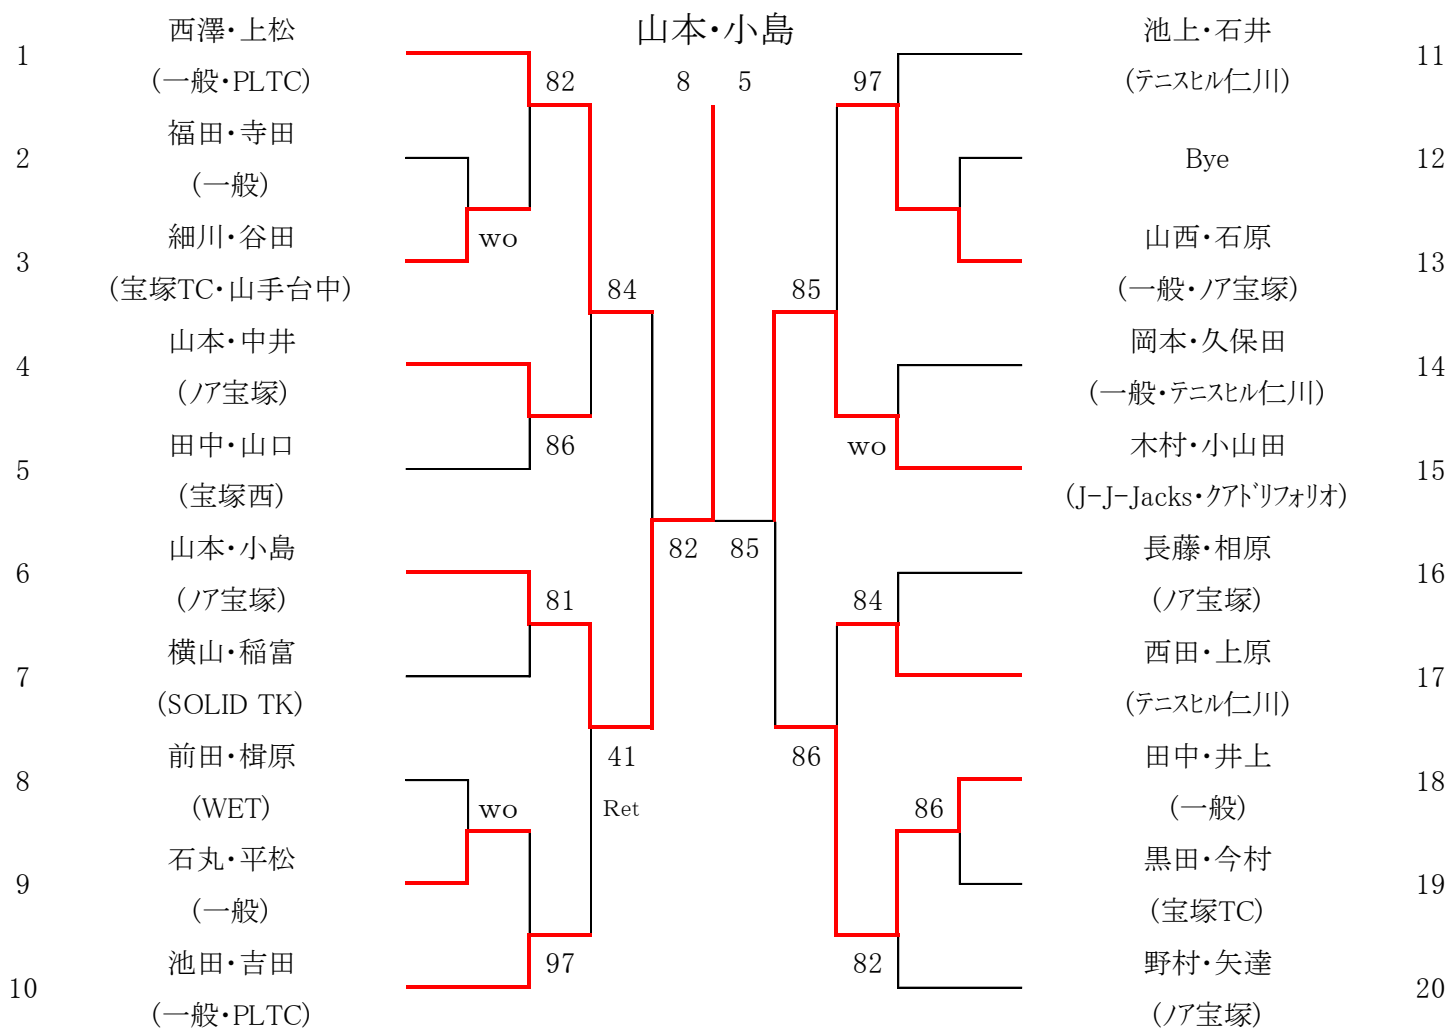 山本・小島
8 5
1 西澤・上松
(一般・PLTC)
82
2 福田・寺田
(一般)
3 細川・谷田
(宝塚TC・山手台中)
wo
84
4 山本・中井
(ﾉｱ宝塚)
5 田中・山口
(宝塚西)
86
6 山本・小島
(ﾉｱ宝塚)
81
7 横山・稲富
(SOLID TK)
8 前田・楫原
(WET)
wo
41
Ret
9 石丸・平松
(一般)
10 池田・吉田
(一般・PLTC)
97
82 85
池上・石井 11
(ﾃﾆｽﾋﾙ仁川)
97
Bye 12
山西・石原 13
(一般・ﾉｱ宝塚)
85
岡本・久保田 14
(一般・ﾃﾆｽﾋﾙ仁川)
wo
木村・小山田 15
(J-J-Jacks・ｸｱﾄﾞﾘﾌｫﾘｵ)
長藤・相原 16
(ﾉｱ宝塚)
84
西田・上原 17
(ﾃﾆｽﾋﾙ仁川)
86
田中・井上 18
(一般)
86
黒田・今村 19
(宝塚TC)
82
野村・矢達 20
(ﾉｱ宝塚)